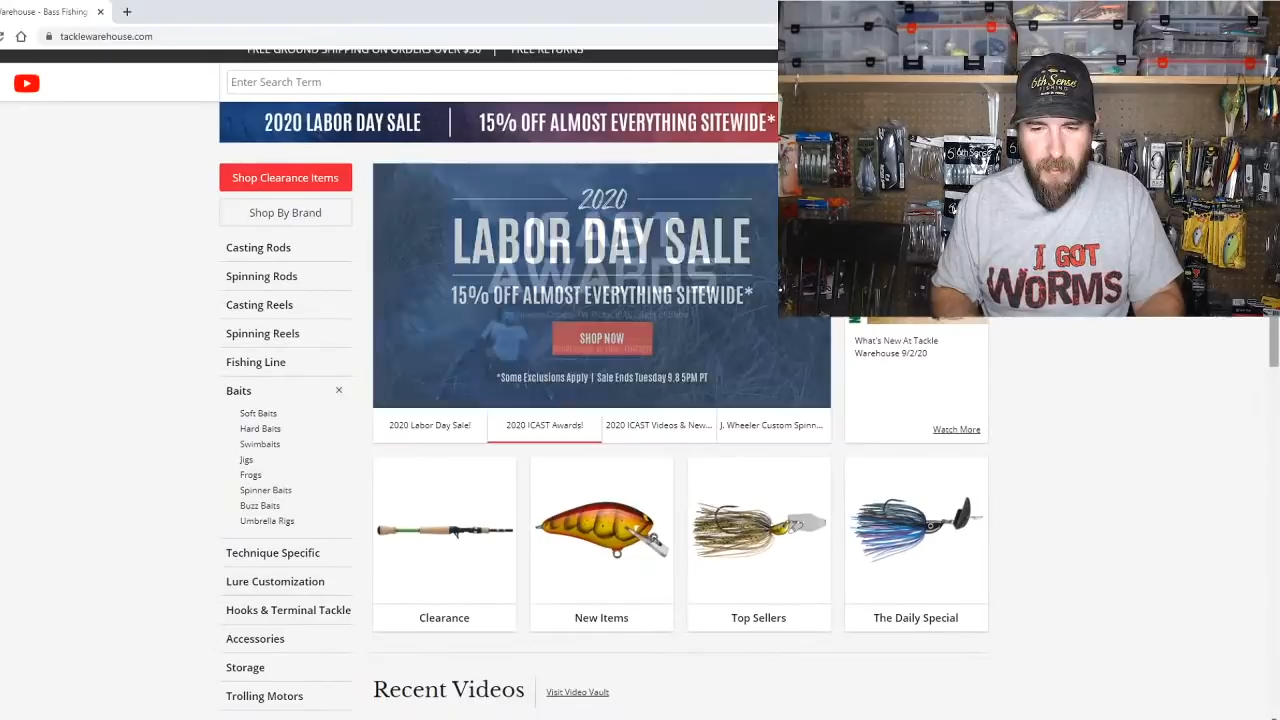 arehouse - Bass Fishing
tacklewarehouse.com
FREE GROUND SHIPPING ON ORDERS OVER $50 | FREE RETURNS
Enter Search Term
2020 LABOR DAY SALE | 15% OFF ALMOST EVERYTHING SITEWIDE*
Shop Clearance Items
Shop By Brand
Casting Rods
Spinning Rods
Casting Reels
Spinning Reels
Fishing Line
Baits
Soft Baits
Hard Baits
Swimbaits
Jigs
Frogs
Spinner Baits
Buzz Baits
Umbrella Rigs
Technique Specific
Lure Customization
Hooks & Terminal Tackle
Accessories
Storage
Trolling Motors
2020
LABOR DAY SALE
AWARDS
15% OFF ALMOST EVERYTHING SITEWIDE*
SHOP NOW
*Some Exclusions Apply | Sale Ends Tuesday 9.8 5PM PT
2020 Labor Day Sale!
2020 ICAST Awards!
2020 ICAST Videos & New...
J. Wheeler Custom Spinn...
What's New At Tackle
Warehouse 9/2/20
Watch More
Clearance
New Items
Top Sellers
The Daily Special
Recent Videos
Visit Video Vault
6th Sense
FISHING
I GOT
WORMS
6th Sense